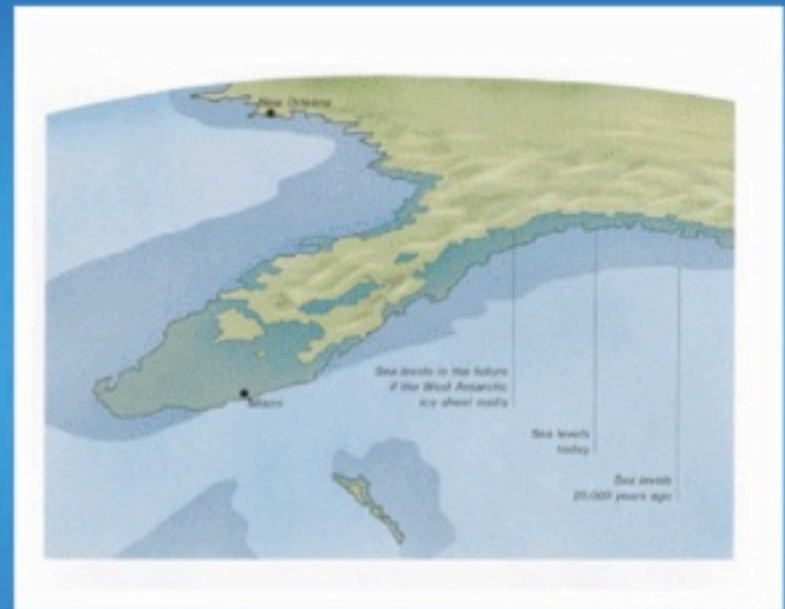 New Orleans
Miami
Sea levels in the future
if the West Antarctic
ice sheet melts
Sea levels
today
Sea levels
20,000 years ago